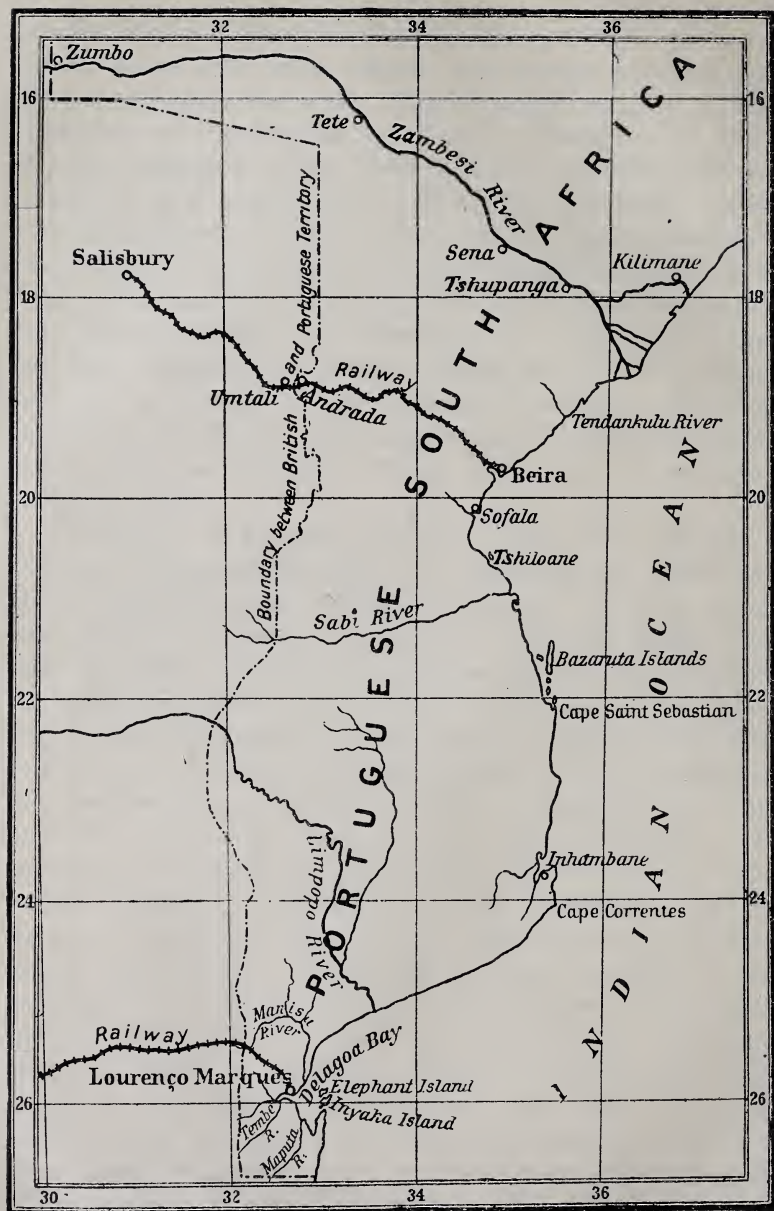 32 34 36
Zumbo
16 16
Tete
Zambesi River
SOUTH AFRICA
Salisbury
Sena
Kilimane
Tshupanga
18 18
Boundary between British and Portuguese Territory
Railway
Umtali
Andrada
Tendankulu River
Beira
20 20
Sofala
Tshiloane
Sabi River
PORTUGUESE
Bazaruta Islands
22 22
Cape Saint Sebastian
INDIAN OCEAN
Inhambane
Limpopo River
24 24
Cape Correntes
Manisu
River
Railway
Delagoa Bay
Lourenço Marques
Elephant Island
Inyaka Island
26 26
Tembe
R.
Maputa
R.
30 32 34 36